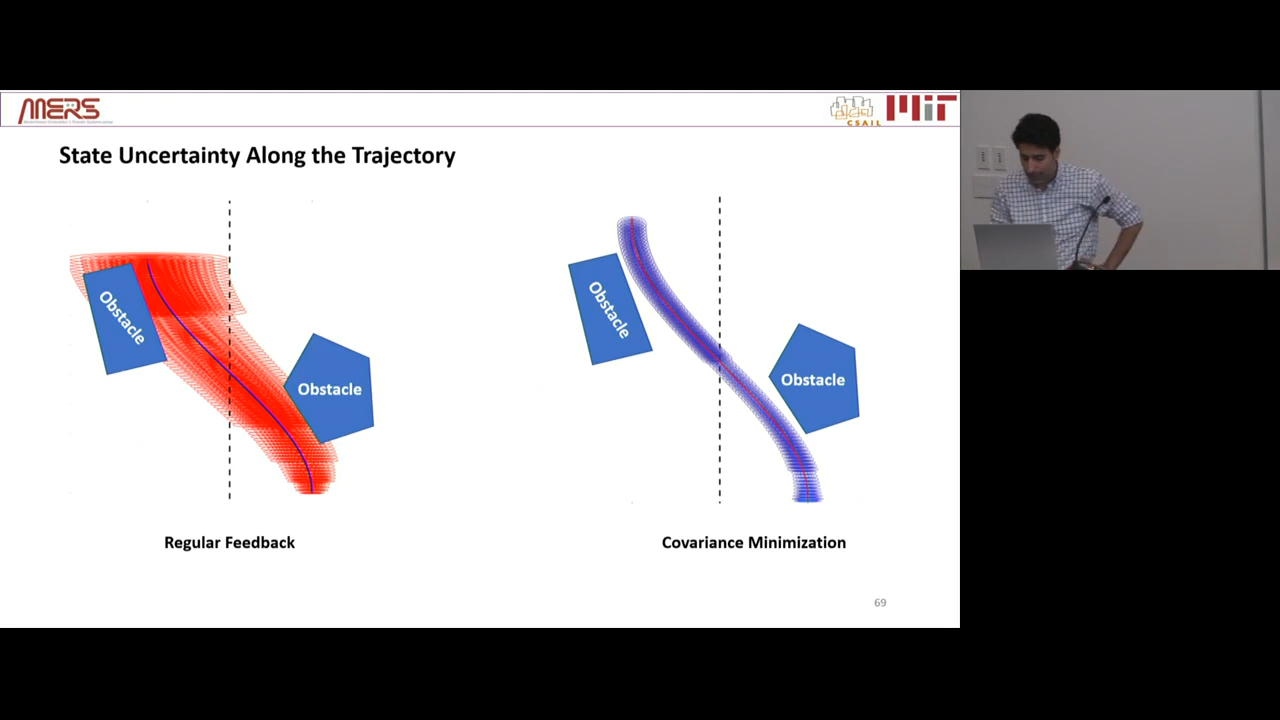 MERS
CSAIL
MIT
State Uncertainty Along the Trajectory
Obstacle
Obstacle
Obstacle
Obstacle
Regular Feedback
Covariance Minimization
69